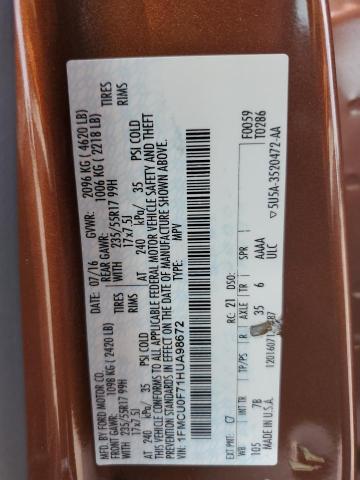 MFD. BY FORD MOTOR CO.
DATE: 07/16 GVWR: 2096 KG ( 4620 LB)
FRONT GAWR: 1098 KG ( 2420 LB) REAR GAWR: 1006 KG ( 2218 LB)
235/55R17 99H TIRES WITH 235/55R17 99H TIRES
17x7.5J RIMS 17x7.5J RIMS
AT 240 kPa/ 35 PSI COLD AT 240 kPa/ 35 PSI COLD
THIS VEHICLE CONFORMS TO ALL APPLICABLE FEDERAL MOTOR VEHICLE SAFETY AND THEFT
PREVENTION STANDARDS IN EFFECT ON THE DATE OF MANUFACTURE SHOWN ABOVE.
VIN: 1FMCU0F71HUA98672
TYPE: MPV
F0059
T0286
EXT PNT: C7 RC: 21 DSO:
WB BRK INT TR TP/PS R AXLE TR SPR
105 7B 35 6 AAAA
ULC
MADE IN U.S.A. ▽ 5U5A-3520472-AA